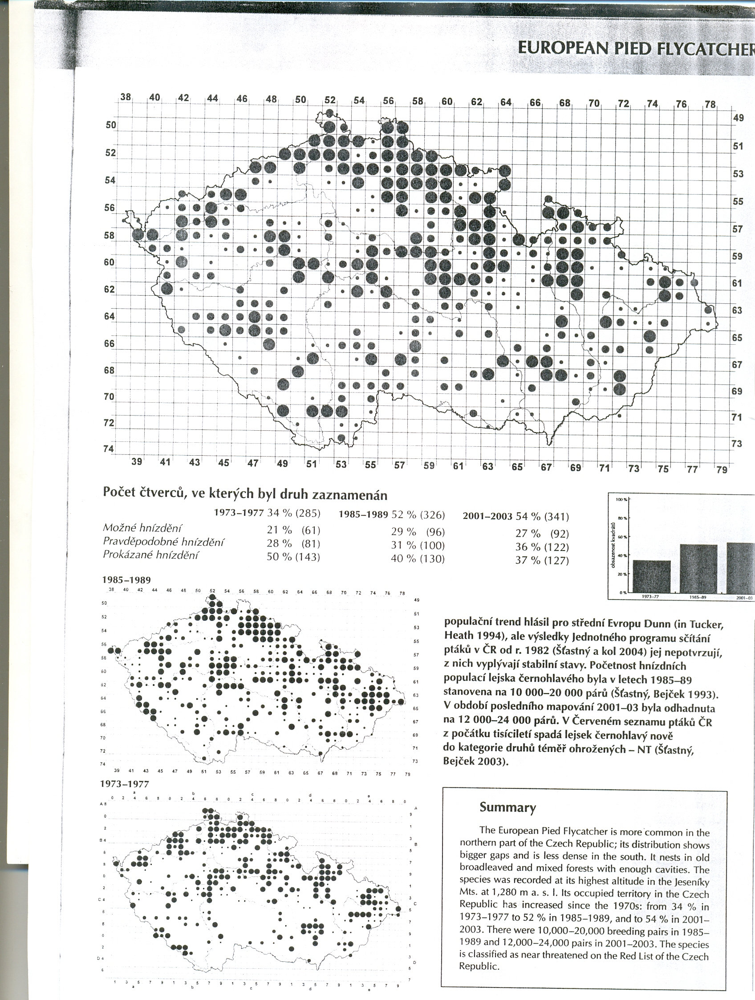 EUROPEAN PIED FLYCATCHER
38 40 42 44 46 48 50 52 54 56 58 60 62 64 66 68 70 72 74 76 78
50
52
54
56
58
60
62
64
66
68
70
72
74
49
51
53
55
57
59
61
63
65
67
69
71
73
39 41 43 45 47 49 51 53 55 57 59 61 63 65 67 69 71 73 75 77 79
Počet čtverců, ve kterých byl druh zaznamenán
1973–1977 34 % (285) 1985–1989 52 % (326) 2001–2003 54 % (341)
Možné hnízdění 21 % (61) 29 % (96) 27 % (92)
Pravděpodobné hnízdění 28 % (81) 31 % (100) 36 % (122)
Prokázané hnízdění 50 % (143) 40 % (130) 37 % (127)
obsazenost kvadrátů
100 %
80 %
60 %
40 %
20 %
0 %
1973–77 1985–89 2001–03
1985–1989
38 40 42 44 46 48 50 52 54 56 58 60 62 64 66 68 70 72 74 76 78
50
52
54
56
58
60
62
64
66
68
70
72
74
49
51
53
55
57
59
61
63
65
67
69
71
73
39 41 43 45 47 49 51 53 55 57 59 61 63 65 67 69 71 73 75 77 79
populační trend hlásil pro střední Evropu Dunn (in Tucker,
Heath 1994), ale výsledky Jednotného programu sčítání
ptáků v ČR od r. 1982 (Šťastný a kol 2004) jej nepotvrzují,
z nich vyplývají stabilní stavy. Početnost hnízdních
populací lejska černohlavého byla v letech 1985–89
stanovena na 10 000–20 000 párů (Šťastný, Bejček 1993).
V období posledního mapování 2001–03 byla odhadnuta
na 12 000–24 000 párů. V Červeném seznamu ptáků ČR
z počátku tisíciletí spadá lejsek černohlavý nově
do kategorie druhů téměř ohrožených – NT (Šťastný,
Bejček 2003).
1973–1977
a b c d e
0 2 4 6 8 0 2 4 6 8 0 2 4 6 8 0 2 4 6 8 0 2 4 6 8 0
A 8
0
2
B 4
6
8
0
2
C 4
6
8
0
2
D 4
6
A
9
1
3
B
5
7
9
1
3
C
5
7
9
1
3
D
5
7
1 3 5 7 9 1 3 5 7 9 1 3 5 7 9 1 3 5 7 9 1 3 5 7 9
a b c d e
Summary
The European Pied Flycatcher is more common in the
northern part of the Czech Republic; its distribution shows
bigger gaps and is less dense in the south. It nests in old
broadleaved and mixed forests with enough cavities. The
species was recorded at its highest altitude in the Jeseníky
Mts. at 1,280 m a. s. l. Its occupied territory in the Czech
Republic has increased since the 1970s: from 34 % in
1973–1977 to 52 % in 1985–1989, and to 54 % in 2001–
2003. There were 10,000–20,000 breeding pairs in 1985–
1989 and 12,000–24,000 pairs in 2001–2003. The species
is classified as near threatened on the Red List of the Czech
Republic.